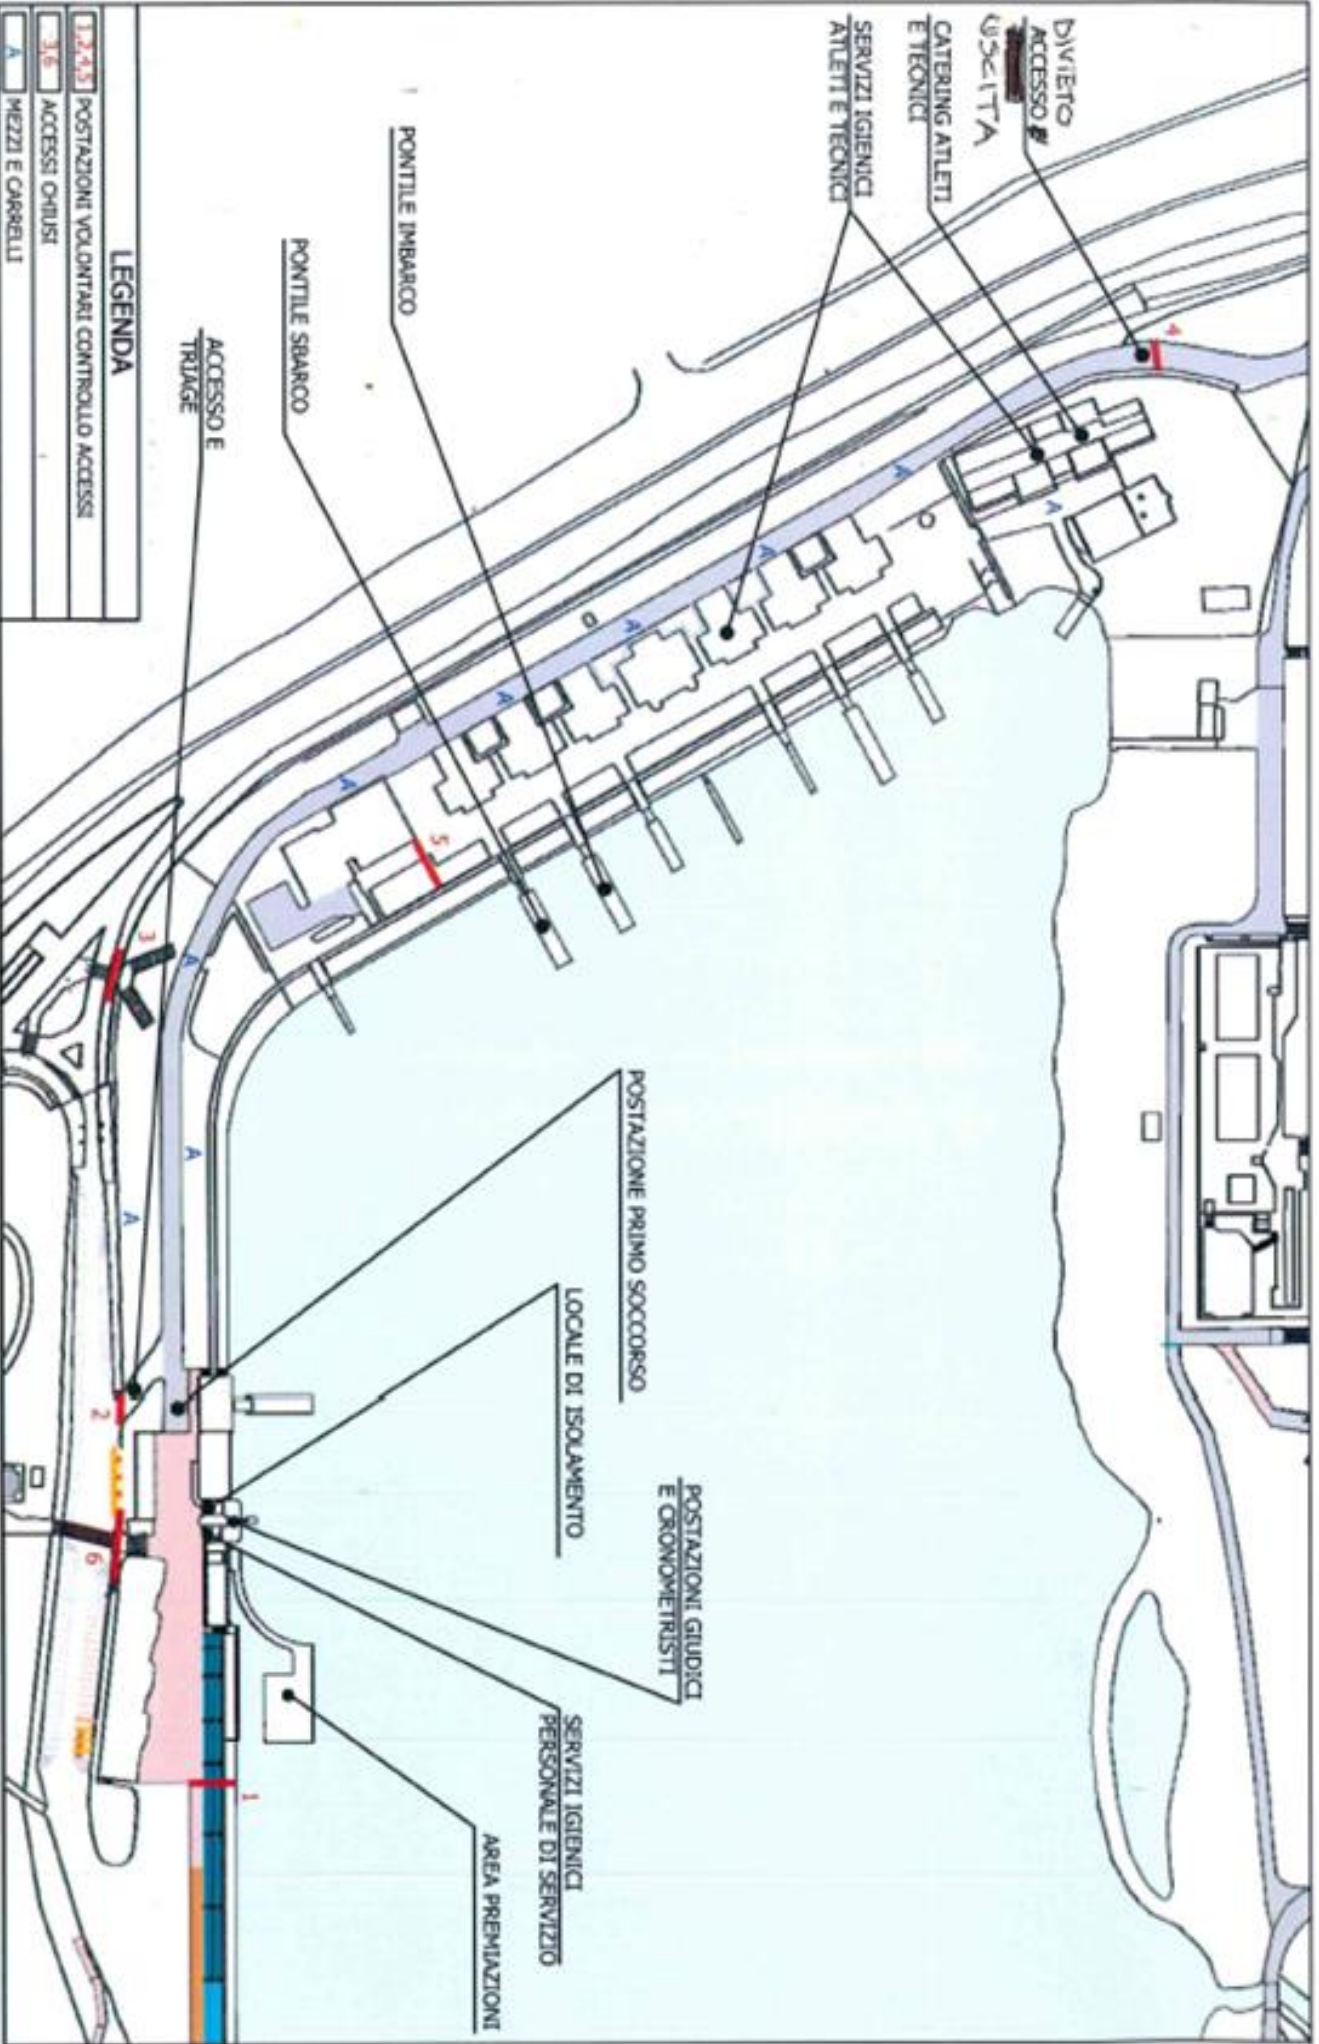 DIVIETO
ACCESSO E
USCITA
CATERING ATLETI
E TECNICI
SERVIZI IGIENICI
ATLETI E TECNICI
PONTILE IMBARCO
PONTILE SBARCO
ACCESSO E
TRIAGE
POSTAZIONE PRIMO SOCCORSO
LOCALE DI ISOLAMENTO
POSTAZIONI GIUDICI
E CRONOMETRISTI
SERVIZI IGIENICI
PERSONALE DI SERVIZIO
AREA PREMIAZIONI
4
A
A
A
A
A
A
5
3
A
A
A
2
6
1
LEGENDA
1,2,4,5 POSTAZIONI VOLONTARI CONTROLLO ACCESSI
3,6 ACCESSI CHIUSI
A MEZZI E CARRELLI